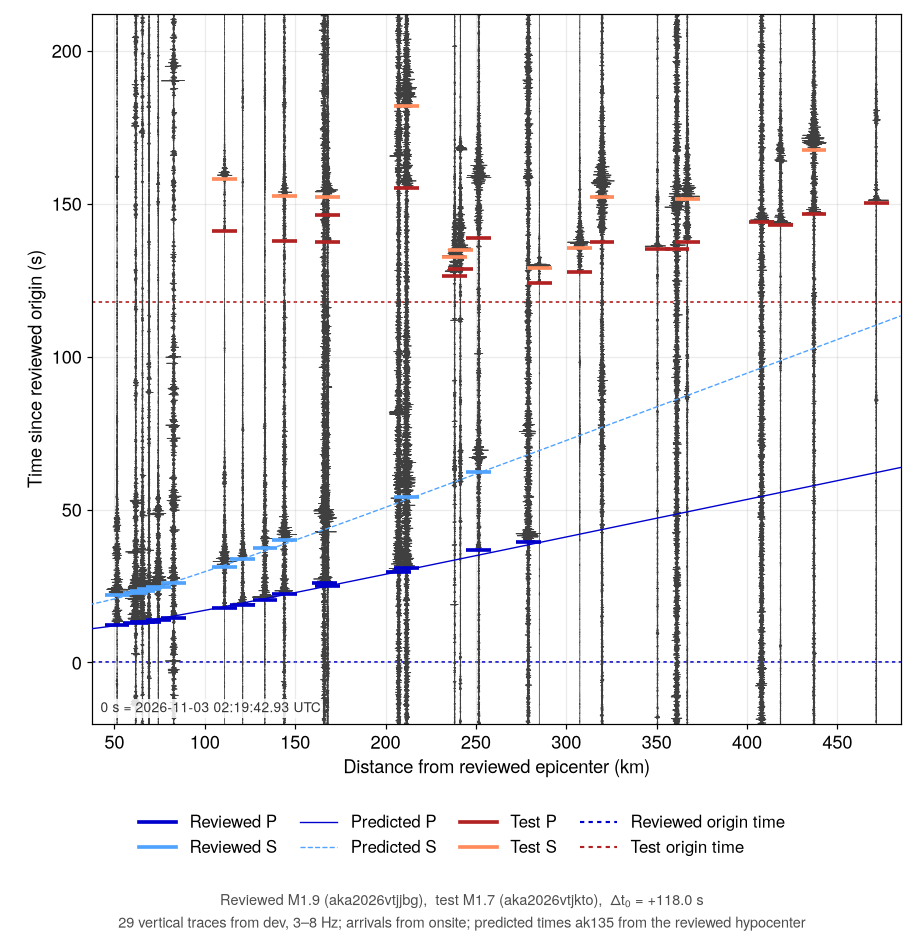 200
150
100
50
0
Time since reviewed origin (s)
0 s = 2026-11-03 02:19:42.93 UTC
50 100 150 200 250 300 350 400 450
Distance from reviewed epicenter (km)
Reviewed P Predicted P Test P Reviewed origin time
Reviewed S Predicted S Test S Test origin time
Reviewed M1.9 (aka2026vtjjbg), test M1.7 (aka2026vtjkto), Δt₀ = +118.0 s
29 vertical traces from dev, 3–8 Hz; arrivals from onsite; predicted times ak135 from the reviewed hypocenter